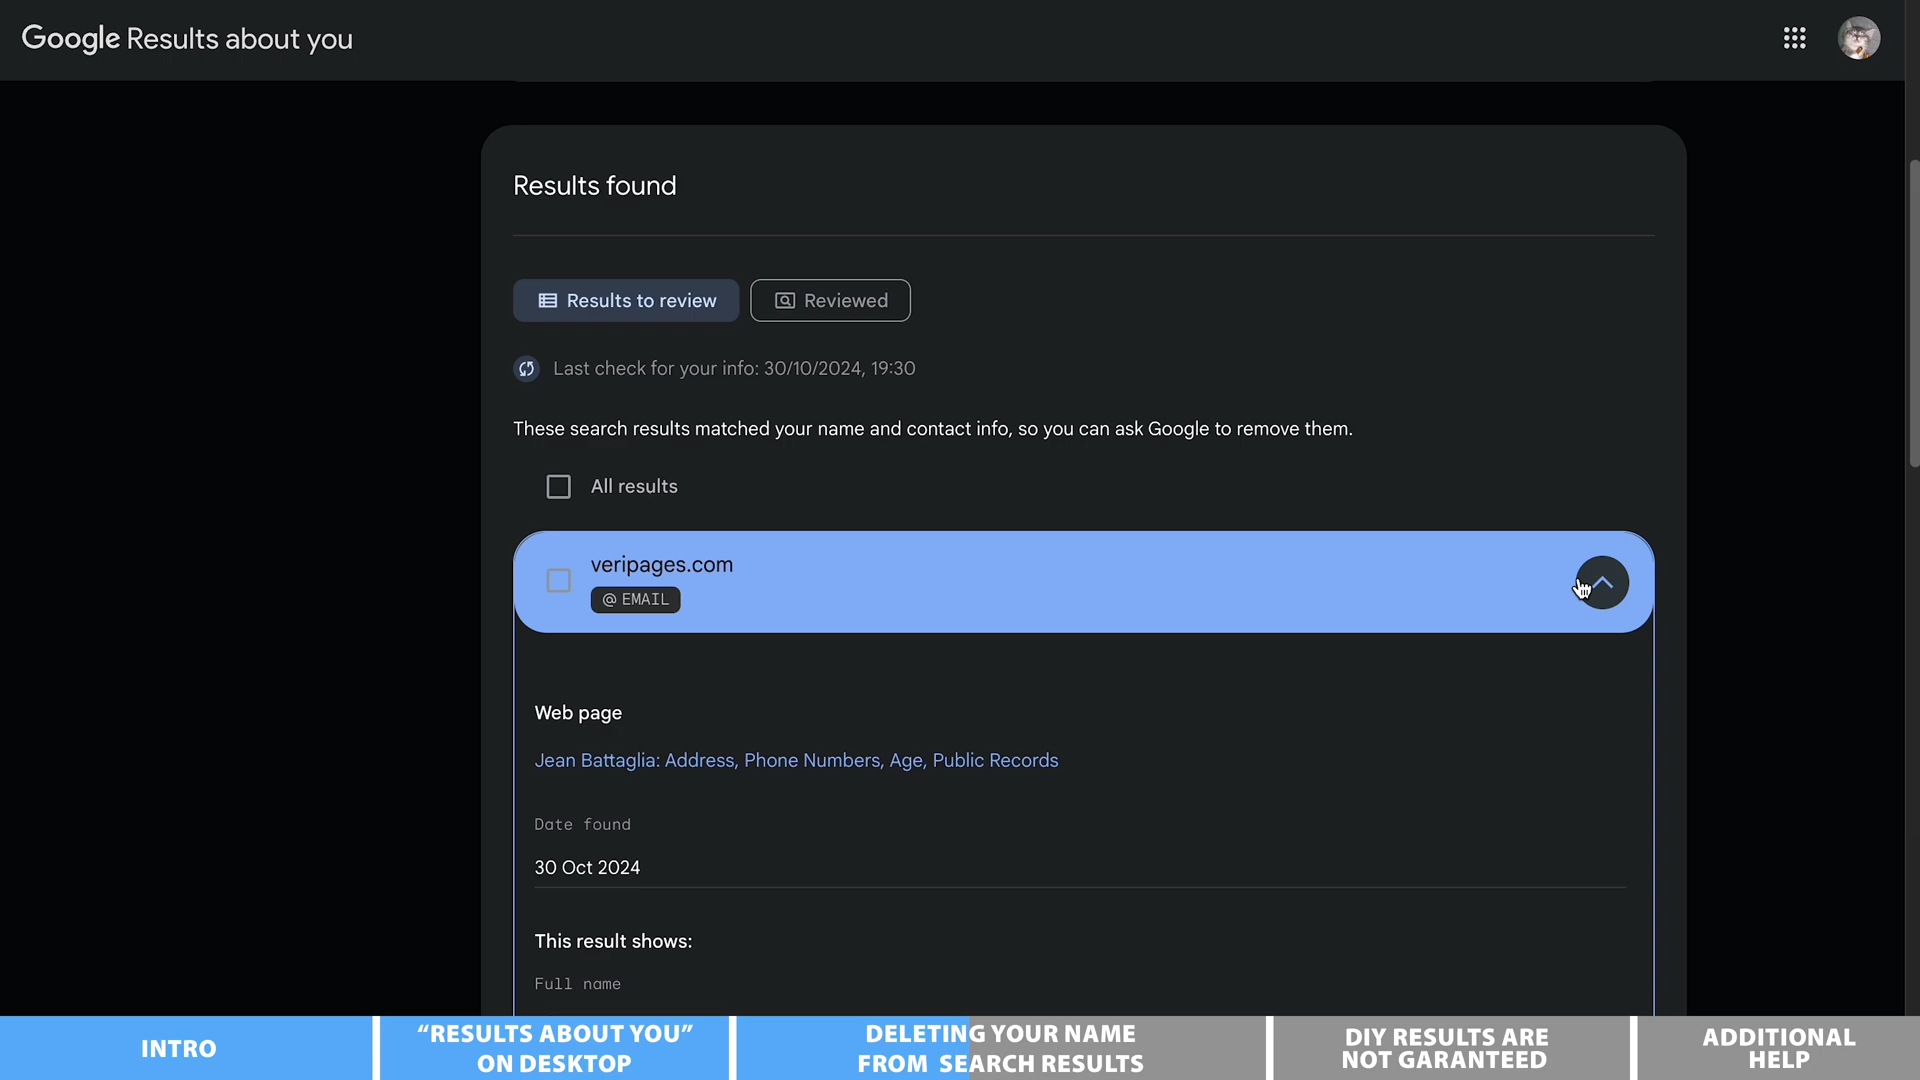 Google Results about you
Results found
Results to review
Reviewed
Last check for your info: 30/10/2024, 19:30
These search results matched your name and contact info, so you can ask Google to remove them.
All results
veripages.com
@ EMAIL
Web page
Jean Battaglia: Address, Phone Numbers, Age, Public Records
Date found
30 Oct 2024
This result shows:
Full name
INTRO
“RESULTS ABOUT YOU”
ON DESKTOP
DELETING YOUR NAME
FROM SEARCH RESULTS
DIY RESULTS ARE
NOT GARANTEED
ADDITIONAL
HELP